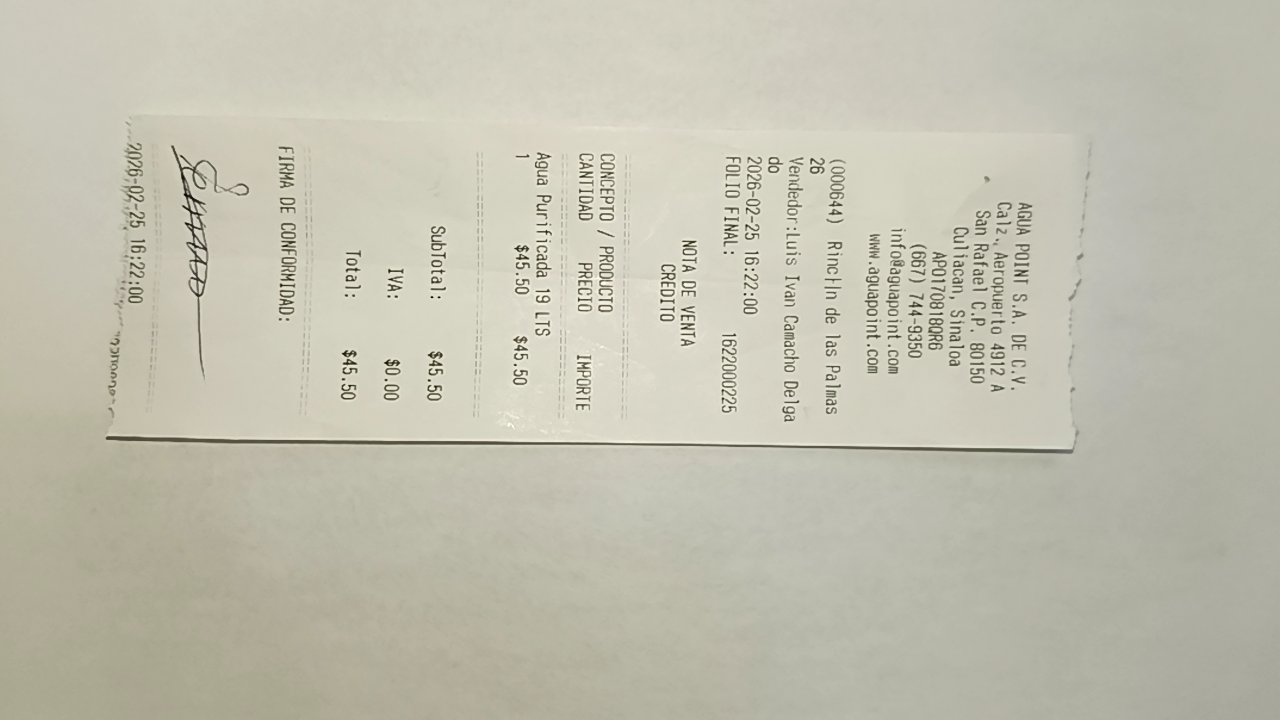 AGUA POINT S.A. DE C.V.
Calz., Aeropuerto 4912 A
San Rafael C.P. 80150
Culiacan, Sinaloa
APO170818QR6
(667) 744-9350
info@aguapoint.com
www.aguapoint.com
(000644) Rinc├ln de las Palmas
26
Vendedor:Luis Ivan Camacho Delga
do
2026-02-25 16:22:00
FOLIO FINAL: 1622000225
NOTA DE VENTA
CREDITO
CONCEPTO / PRODUCTO
CANTIDAD PRECIO IMPORTE
Agua Purificada 19 LTS
1 $45.50 $45.50
SubTotal: $45.50
IVA: $0.00
Total: $45.50
FIRMA DE CONFORMIDAD:
2026-02-25 16:22:00